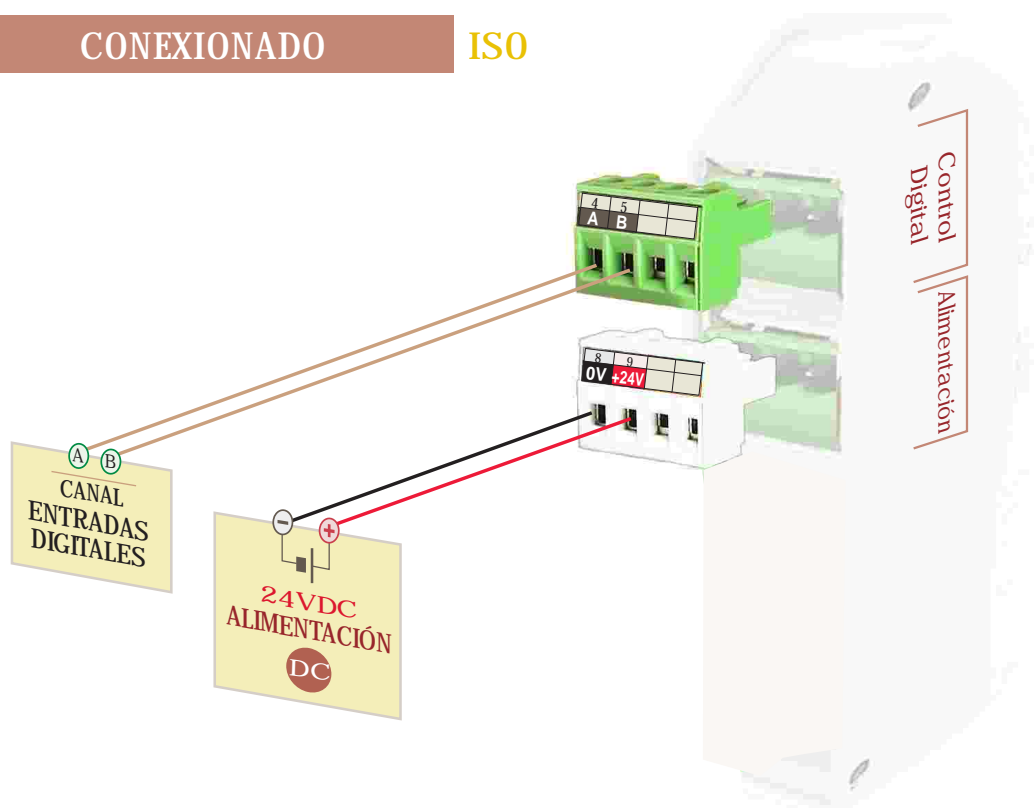 CONEXIONADO
ISO
Control
Digital
Alimentación
4 5
A B
8 9
0V +24V
A B
CANAL
ENTRADAS
DIGITALES
− +
24VDC
ALIMENTACIÓN
DC